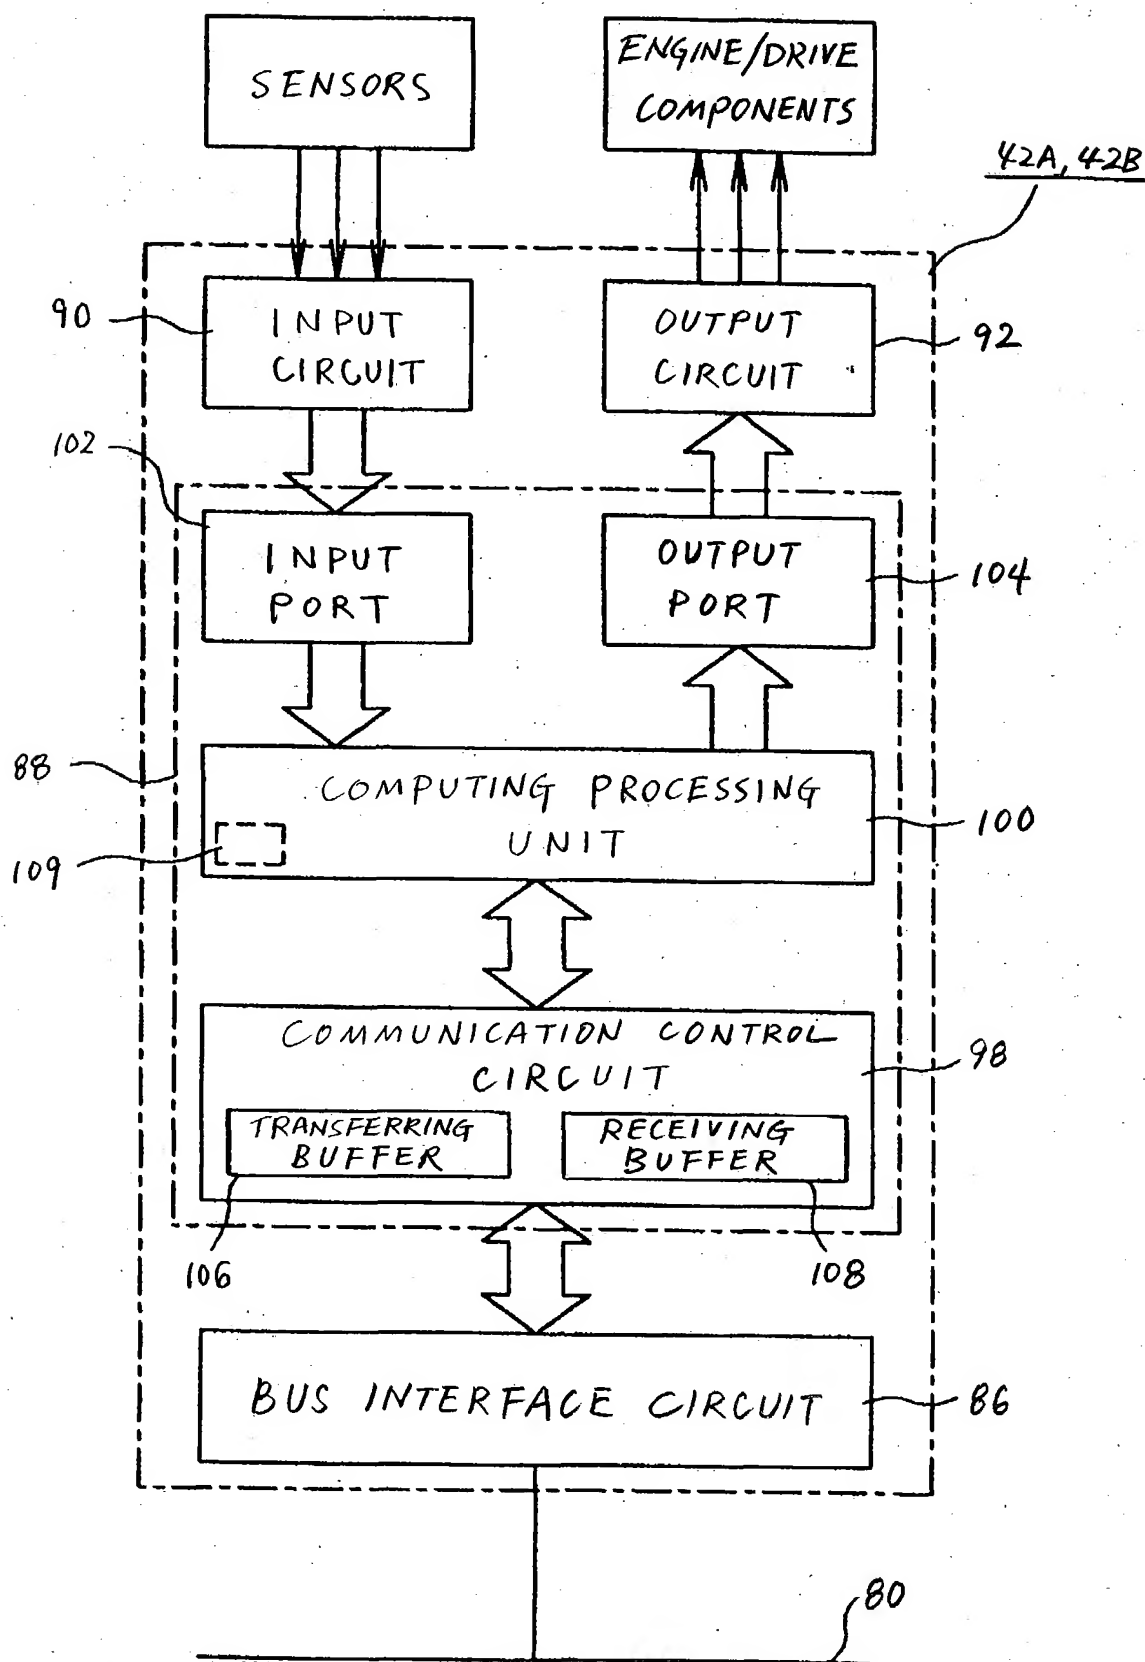 SENSORS
ENGINE/DRIVE
COMPONENTS
42A, 42B
90
INPUT
CIRCUIT
OUTPUT
CIRCUIT
92
102
INPUT
PORT
OUTPUT
PORT
104
88
COMPUTING PROCESSING
UNIT
100
109
COMMUNICATION CONTROL
CIRCUIT
98
TRANSFERRING
BUFFER
RECEIVING
BUFFER
106
108
BUS INTERFACE CIRCUIT
86
80